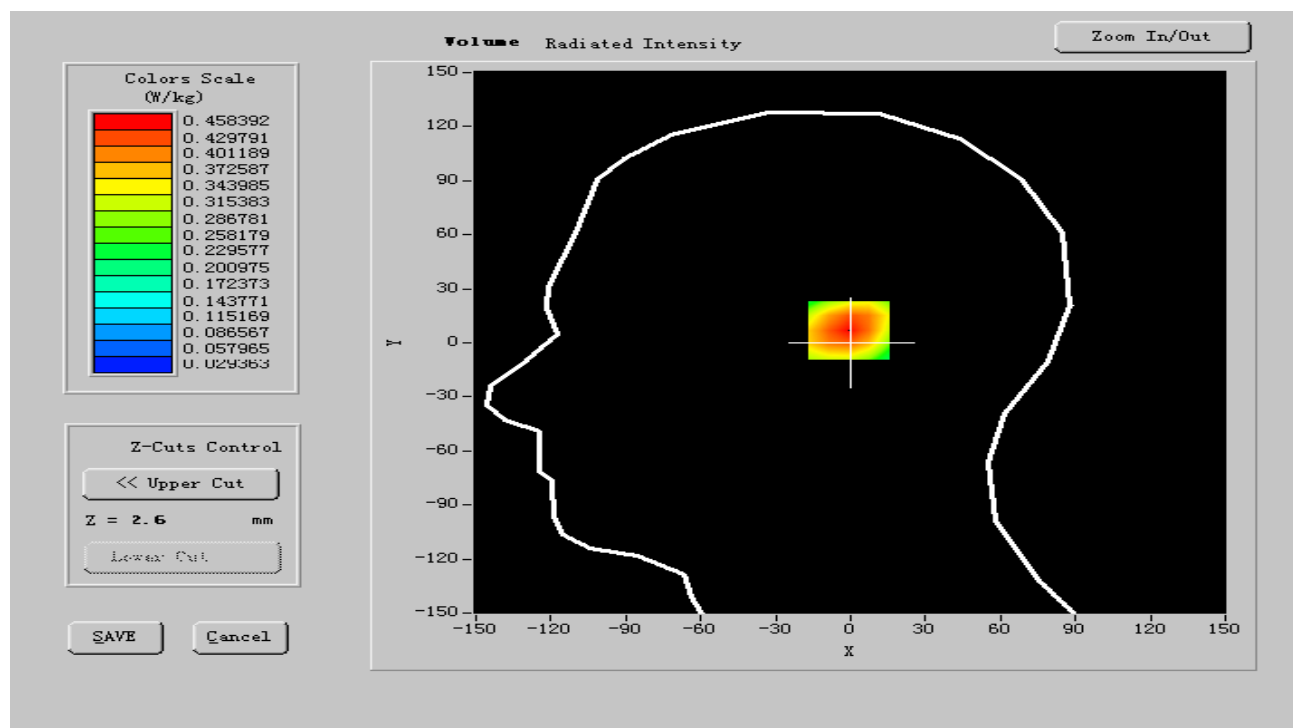 Volume Radiated Intensity
Zoom In/Out
Colors Scale
(W/kg)
0.458392
0.429791
0.401189
0.372587
0.343985
0.315383
0.286781
0.258179
0.229577
0.200975
0.172373
0.143771
0.115169
0.086567
0.057965
0.029363
Z-Cuts Control
<< Upper Cut
Z = 2.6 mm
Lower Cut
SAVE
Cancel
150
120
90
60
30
0
-30
-60
-90
-120
-150
Y
-150 -120 -90 -60 -30 0 30 60 90 120 150
X